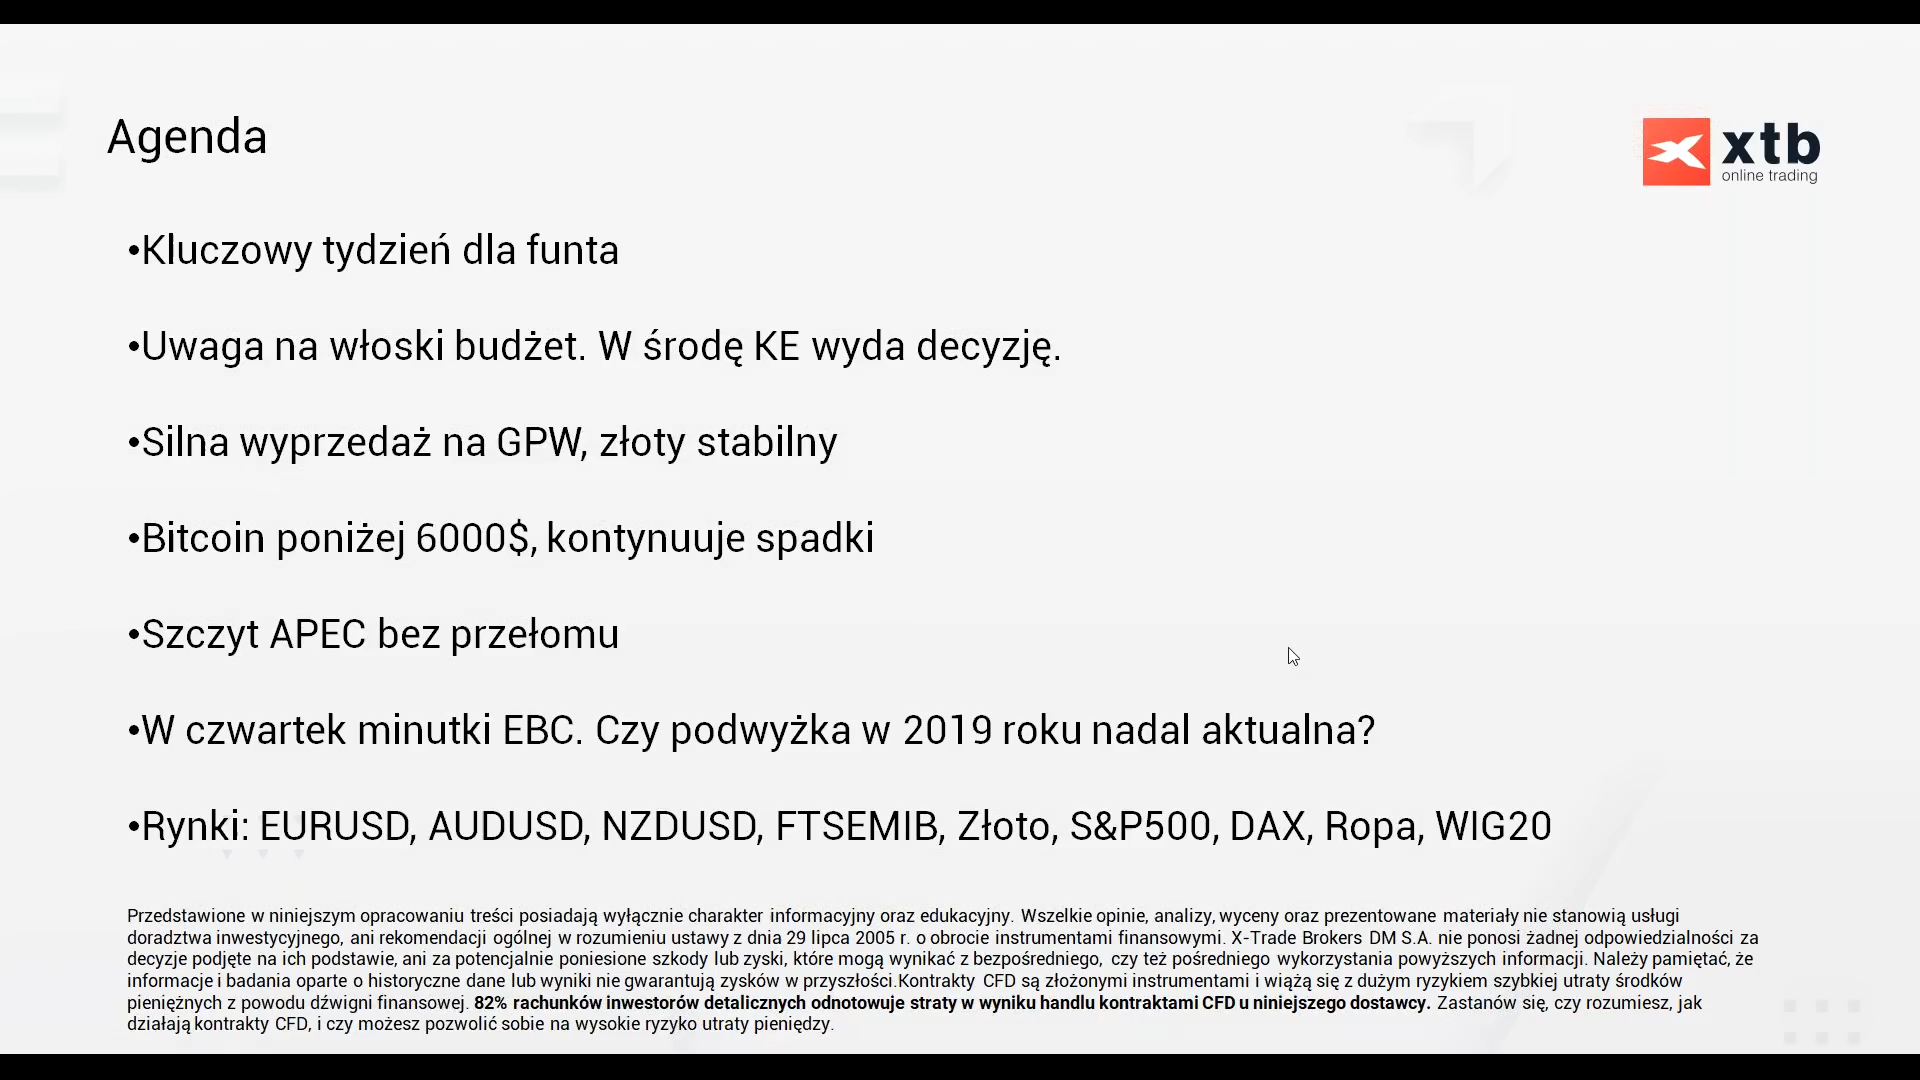 Agenda
xtb
online trading
•Kluczowy tydzień dla funta
•Uwaga na włoski budżet. W środę KE wyda decyzję.
•Silna wyprzedaż na GPW, złoty stabilny
•Bitcoin poniżej 6000$, kontynuuje spadki
•Szczyt APEC bez przełomu
•W czwartek minutki EBC. Czy podwyżka w 2019 roku nadal aktualna?
•Rynki: EURUSD, AUDUSD, NZDUSD, FTSEMIB, Złoto, S&P500, DAX, Ropa, WIG20
Przedstawione w niniejszym opracowaniu treści posiadają wyłącznie charakter informacyjny oraz edukacyjny. Wszelkie opinie, analizy, wyceny oraz prezentowane materiały nie stanowią usługi
doradztwa inwestycyjnego, ani rekomendacji ogólnej w rozumieniu ustawy z dnia 29 lipca 2005 r. o obrocie instrumentami finansowymi. X-Trade Brokers DM S.A. nie ponosi żadnej odpowiedzialności za
decyzje podjęte na ich podstawie, ani za potencjalnie poniesione szkody lub zyski, które mogą wynikać z bezpośredniego, czy też pośredniego wykorzystania powyższych informacji. Należy pamiętać, że
informacje i badania oparte o historyczne dane lub wyniki nie gwarantują zysków w przyszłości.Kontrakty CFD są złożonymi instrumentami i wiążą się z dużym ryzykiem szybkiej utraty środków
pieniężnych z powodu dźwigni finansowej. 82% rachunków inwestorów detalicznych odnotowuje straty w wyniku handlu kontraktami CFD u niniejszego dostawcy. Zastanów się, czy rozumiesz, jak
działają kontrakty CFD, i czy możesz pozwolić sobie na wysokie ryzyko utraty pieniędzy.